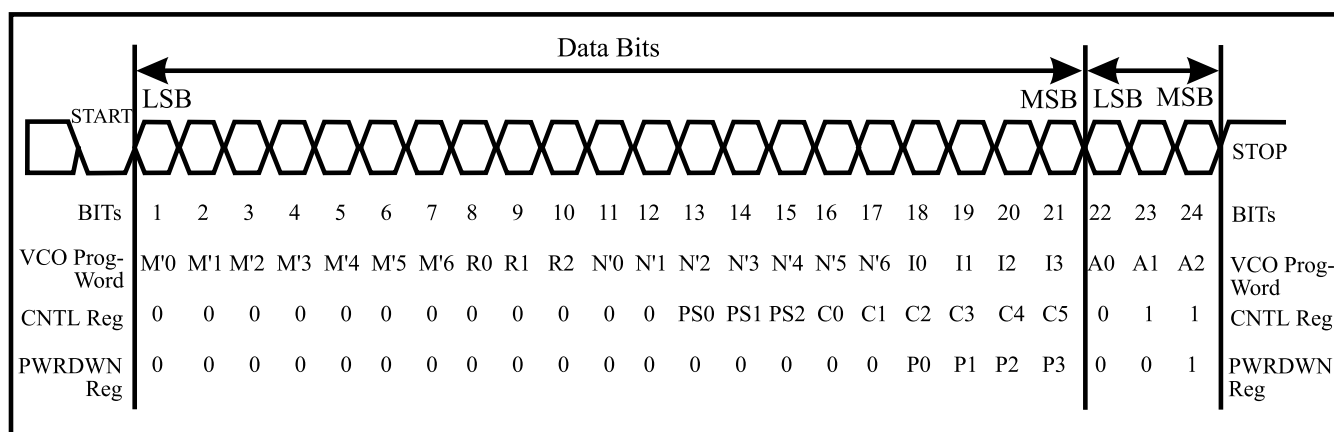 Data Bits
LSB MSB LSB MSB
START
STOP
BITs 1 2 3 4 5 6 7 8 9 10 11 12 13 14 15 16 17 18 19 20 21 22 23 24 BITs
VCO Prog-Word M'0 M'1 M'2 M'3 M'4 M'5 M'6 R0 R1 R2 N'0 N'1 N'2 N'3 N'4 N'5 N'6 I0 I1 I2 I3 A0 A1 A2 VCO Prog-Word
CNTL Reg 0 0 0 0 0 0 0 0 0 0 0 0 PS0 PS1 PS2 C0 C1 C2 C3 C4 C5 0 1 1 CNTL Reg
PWRDWN Reg 0 0 0 0 0 0 0 0 0 0 0 0 0 0 0 0 0 P0 P1 P2 P3 0 0 1 PWRDWN Reg